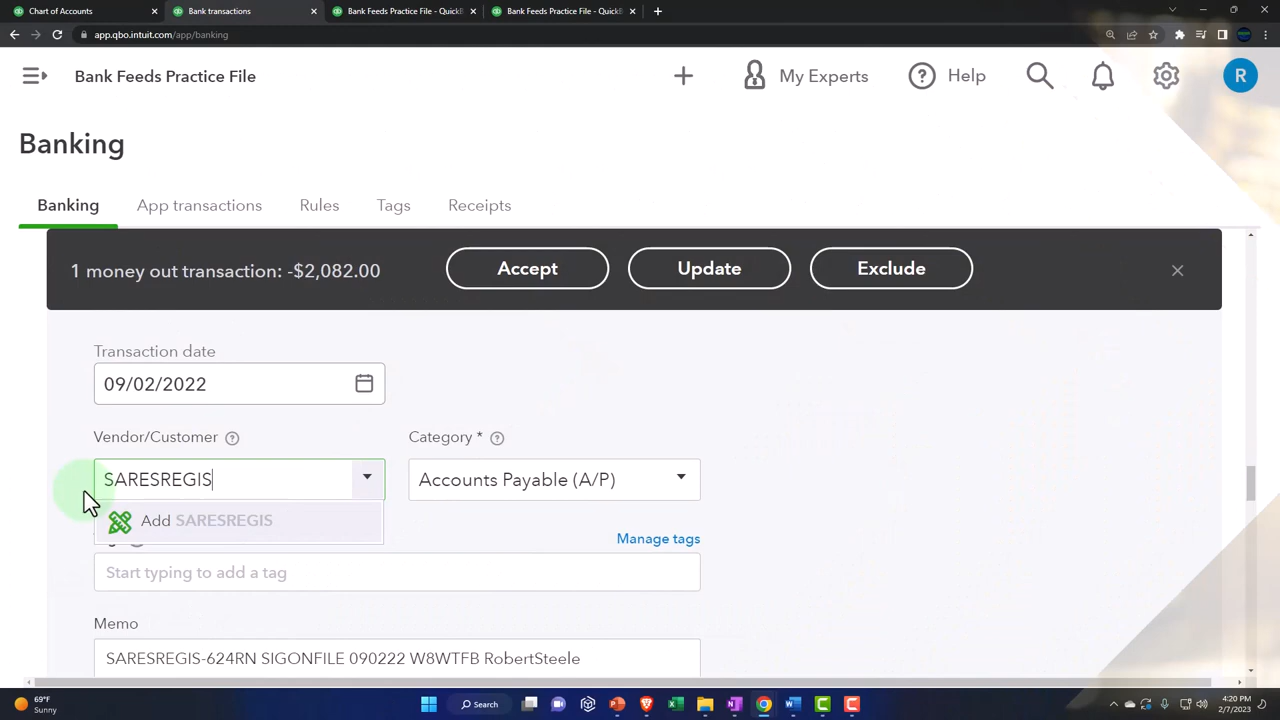 Chart of Accounts
Bank transactions
Bank Feeds Practice File - QuickB
Bank Feeds Practice File - QuickB
app.qbo.intuit.com/app/banking
Bank Feeds Practice File
My Experts
Help
R
Banking
Banking
App transactions
Rules
Tags
Receipts
1 money out transaction: -$2,082.00
Accept
Update
Exclude
Transaction date
09/02/2022
Vendor/Customer
Category *
SARESREGIS
Accounts Payable (A/P)
Add SARESREGIS
Manage tags
Start typing to add a tag
Memo
SARESREGIS-624RN SIGONFILE 090222 W8WTFB RobertSteele
69°F
Sunny
Search
4:20 PM
2/7/2023